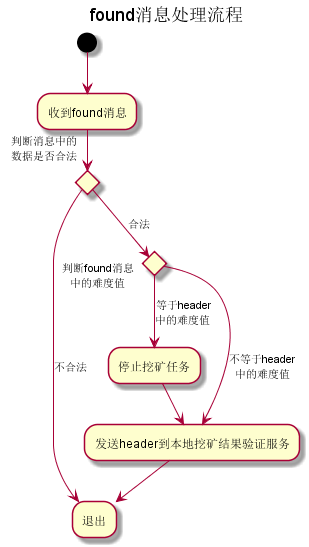 found消息处理流程
收到found消息
判断消息中的
数据是否合法
合法
判断found消息
中的难度值
等于header
中的难度值
不等于header
中的难度值
不合法
停止挖矿任务
发送header到本地挖矿结果验证服务
退出